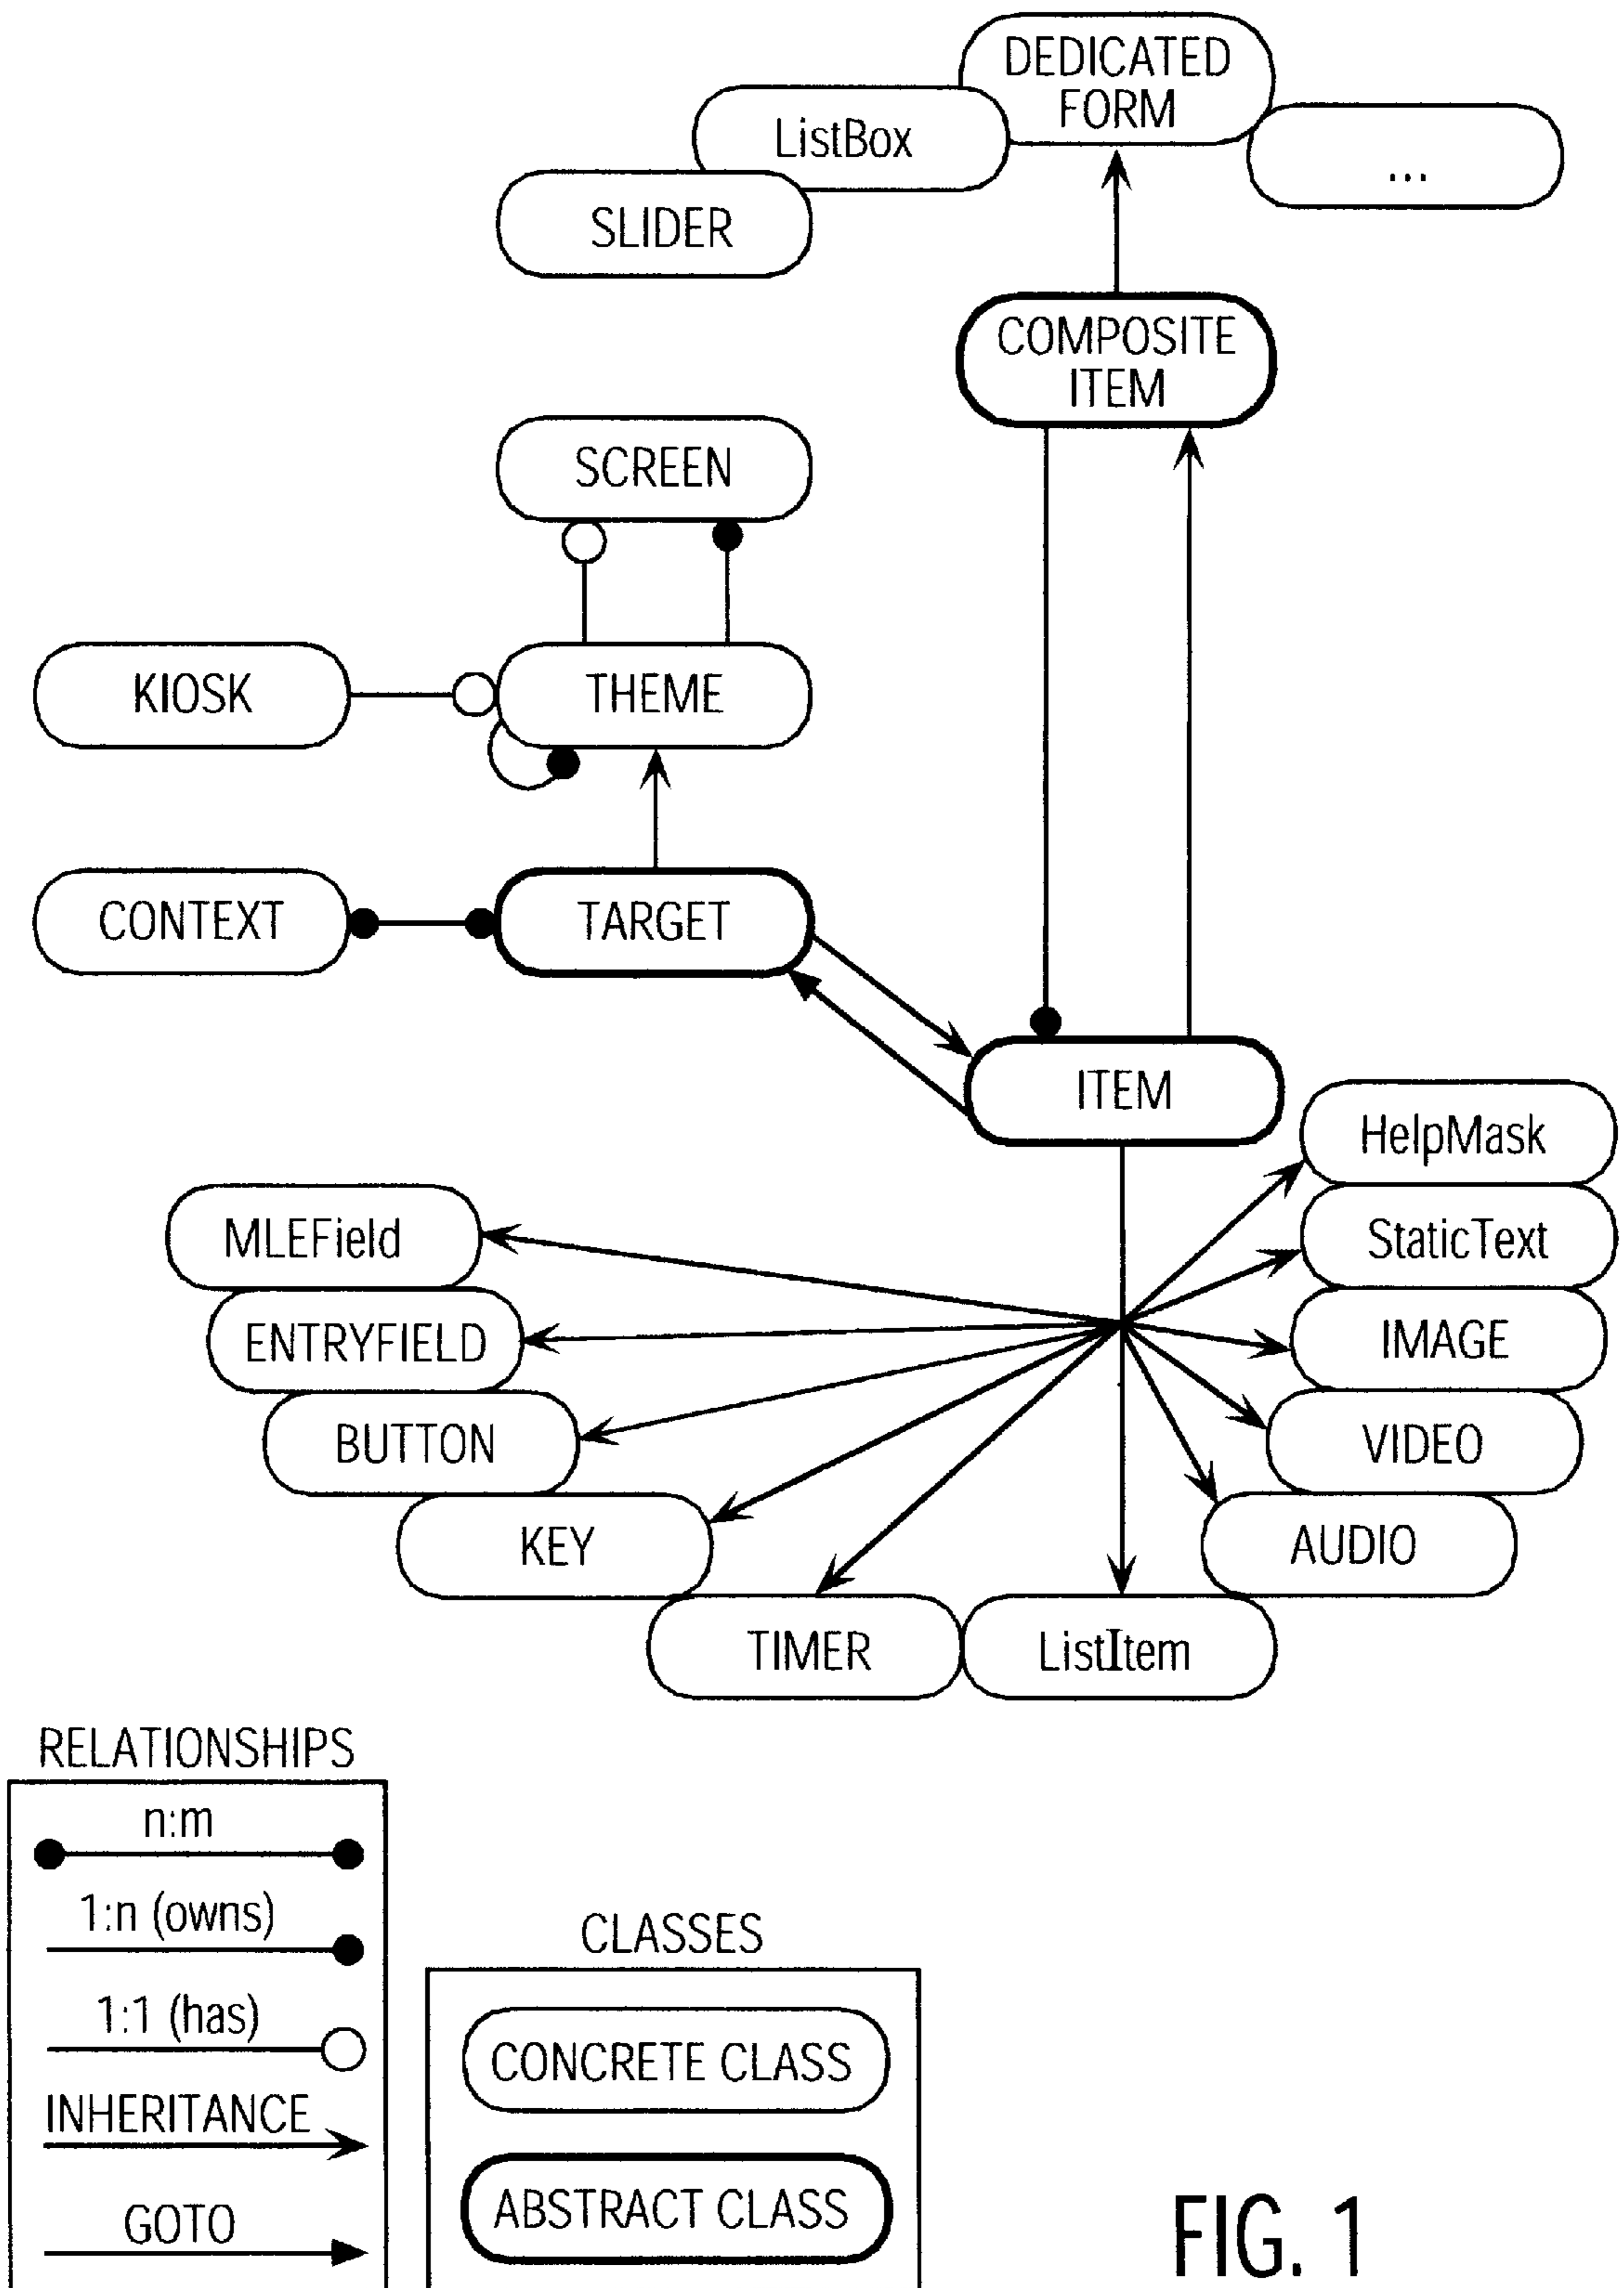 DEDICATED
FORM
ListBox
...
SLIDER
COMPOSITE
ITEM
SCREEN
KIOSK
THEME
CONTEXT
TARGET
ITEM
HelpMask
MLEField
StaticText
ENTRYFIELD
IMAGE
BUTTON
VIDEO
KEY
AUDIO
TIMER
ListItem
RELATIONSHIPS
n:m
1:n (owns)
1:1 (has)
INHERITANCE
GOTO
CLASSES
CONCRETE CLASS
ABSTRACT CLASS
FIG. 1